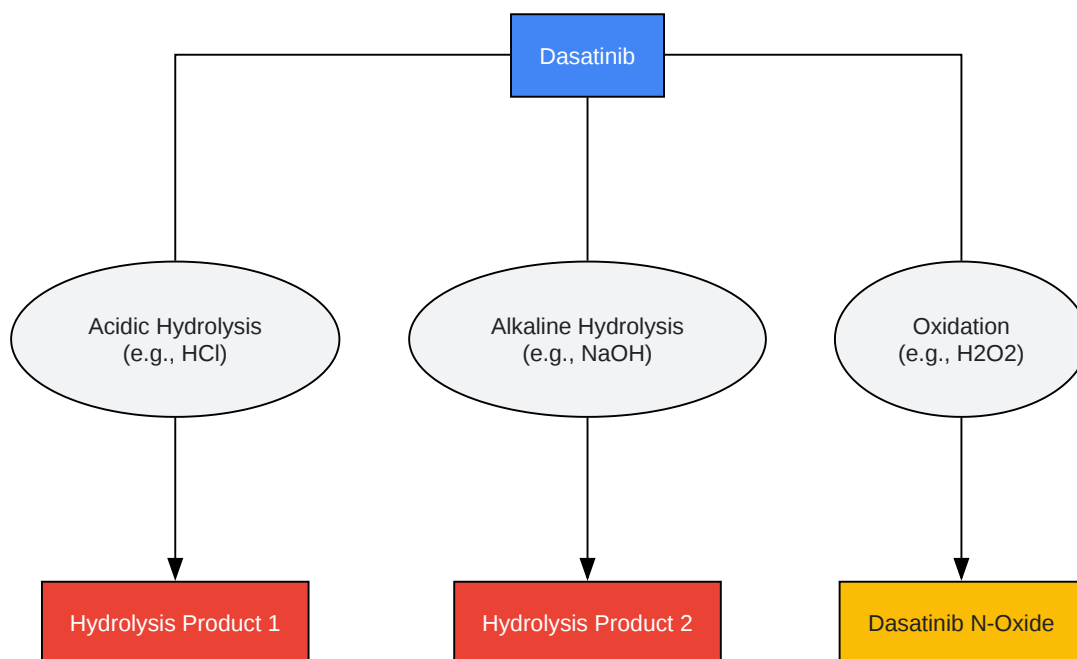 Dasatinib
Acidic Hydrolysis
(e.g., HCl)
Alkaline Hydrolysis
(e.g., NaOH)
Oxidation
(e.g., H2O2)
Hydrolysis Product 1
Hydrolysis Product 2
Dasatinib N-Oxide